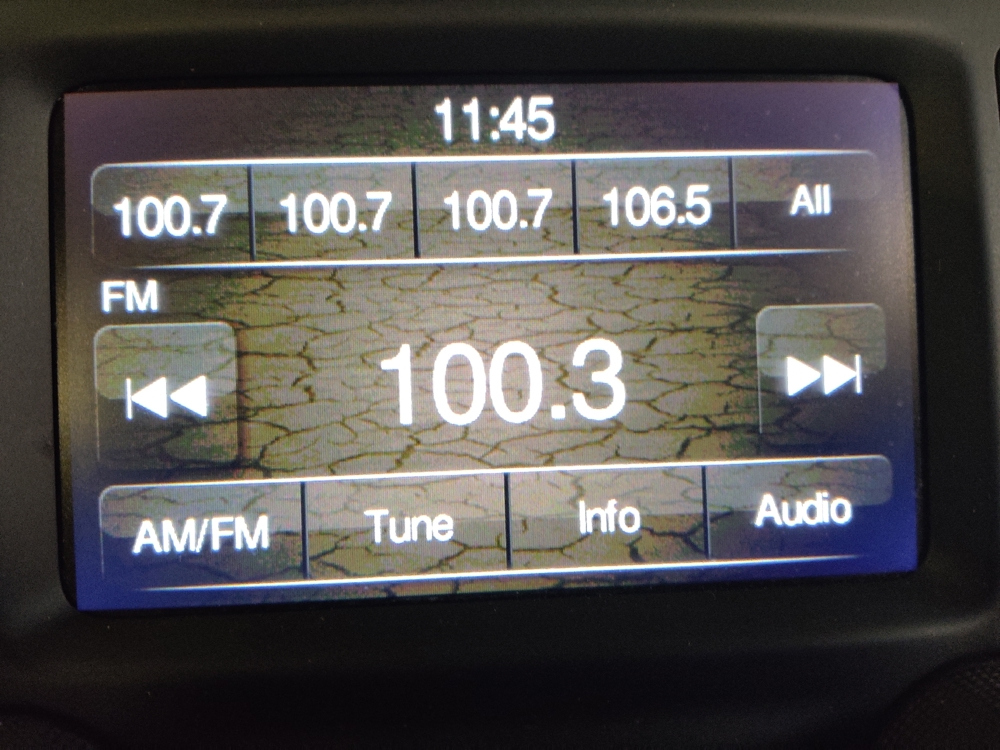 11:45
100.7 100.7 100.7 106.5 All
FM
100.3
AM/FM Tune Info Audio